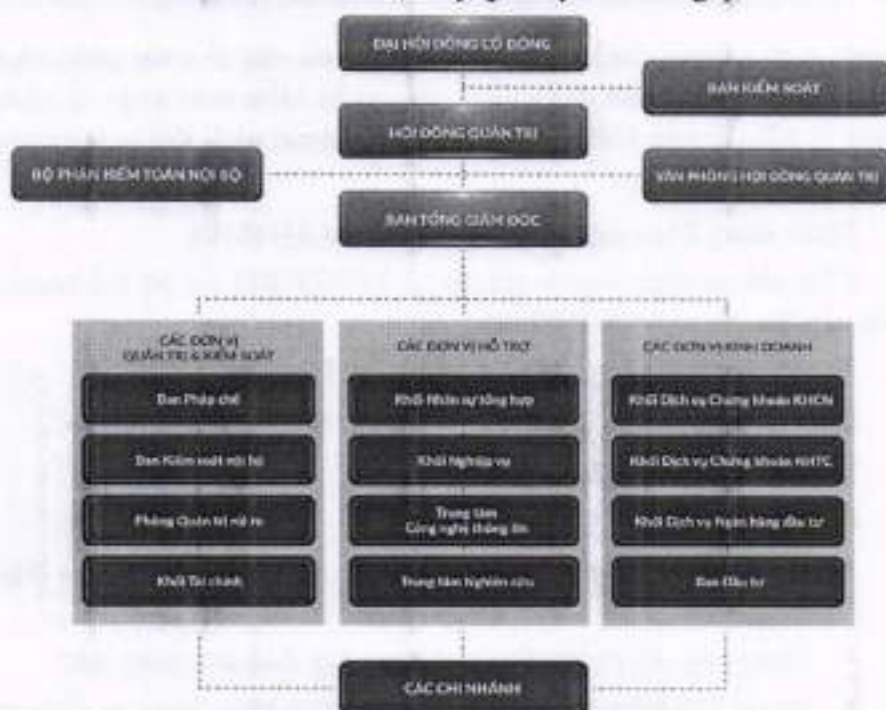 ĐẠI HỘI ĐỒNG CỔ ĐÔNG
BAN KIỂM SOÁT
HỘI ĐỒNG QUẢN TRỊ
BỘ PHẬN KIỂM TOÁN NỘI BỘ
VĂN PHÒNG HỘI ĐỒNG QUẢN TRỊ
BAN TỔNG GIÁM ĐỐC
CÁC ĐƠN VỊ
QUẢN TRỊ & KIỂM SOÁT
Ban Pháp chế
Ban Kiểm soát nội bộ
Phòng Quản trị rủi ro
Khối Tài chính
CÁC ĐƠN VỊ HỖ TRỢ
Khối Nhân sự tổng hợp
Khối Nghiệp vụ
Trung tâm
Công nghệ thông tin
Trung tâm Nghiên cứu
CÁC ĐƠN VỊ KINH DOANH
Khối Dịch vụ Chứng khoán KHCN
Khối Dịch vụ Chứng khoán KHTC
Khối Dịch vụ Ngân hàng đầu tư
Ban Đầu tư
CÁC CHI NHÁNH